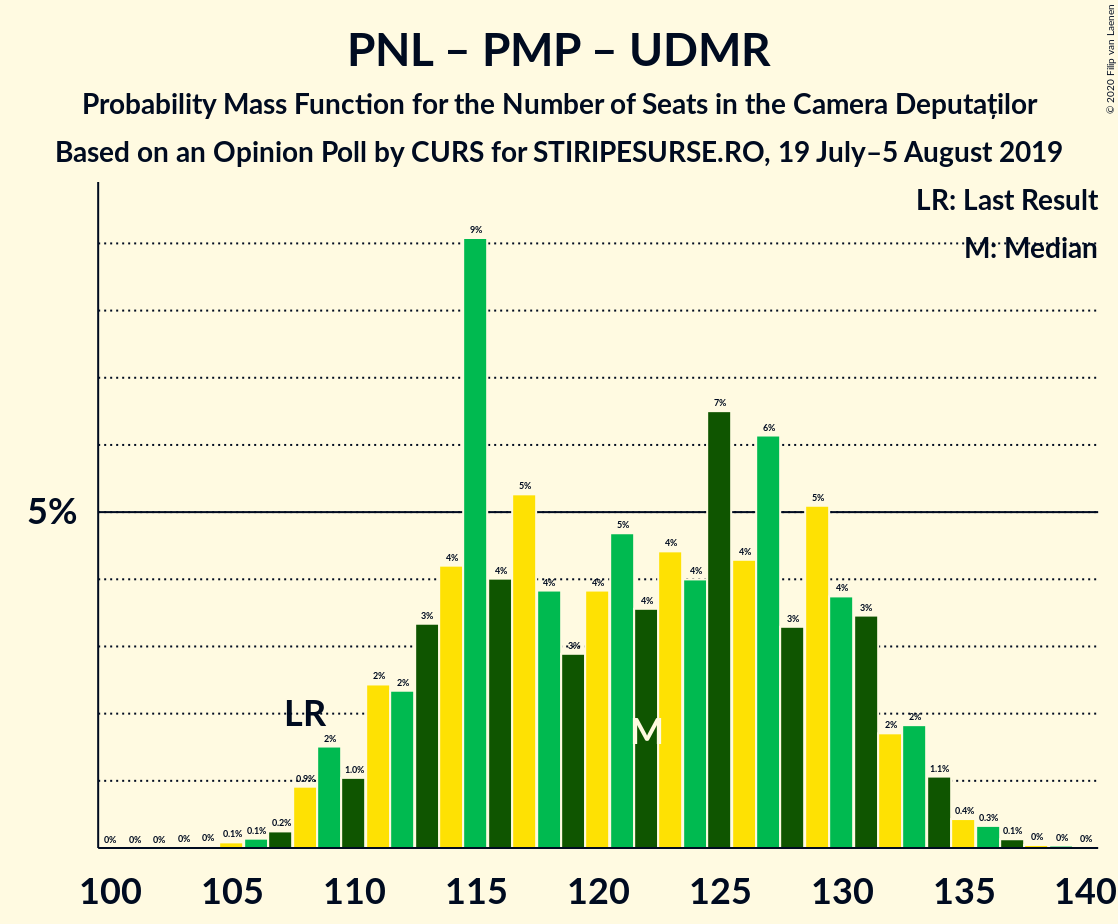 PNL – PMP – UDMR
Probability Mass Function for the Number of Seats in the Camera Deputaților
Based on an Opinion Poll by CURS for STIRIPESURSE.RO, 19 July–5 August 2019
© 2020 Filip van Laenen
LR: Last Result
M: Median
5%
0% 0% 0% 0% 0% 0.1% 0.1% 0.2% 0.9% 2% 1.0% 2% 2% 3% 4% 9% 4% 5% 4% 3% 4% 5% 4% 4% 4% 7% 4% 6% 3% 5% 4% 3% 2% 2% 1.1% 0.4% 0.3% 0.1% 0% 0% 0%
LR
M
100 105 110 115 120 125 130 135 140